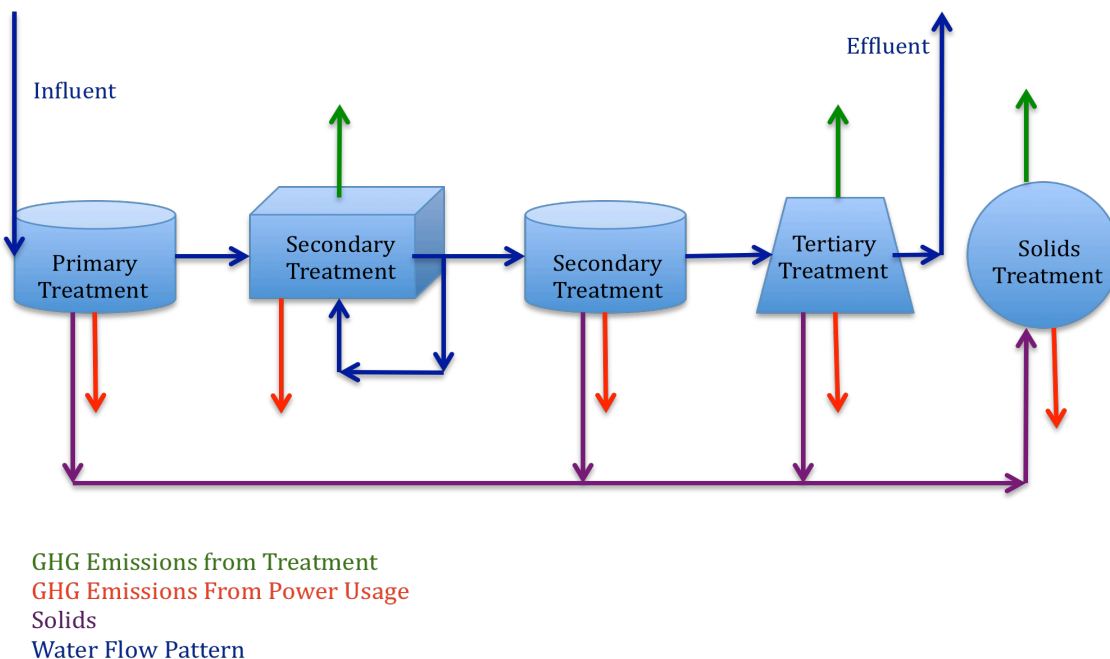 Influent
Effluent
Primary
Treatment
Secondary
Treatment
Secondary
Treatment
Tertiary
Treatment
Solids
Treatment
GHG Emissions from Treatment
GHG Emissions From Power Usage
Solids
Water Flow Pattern